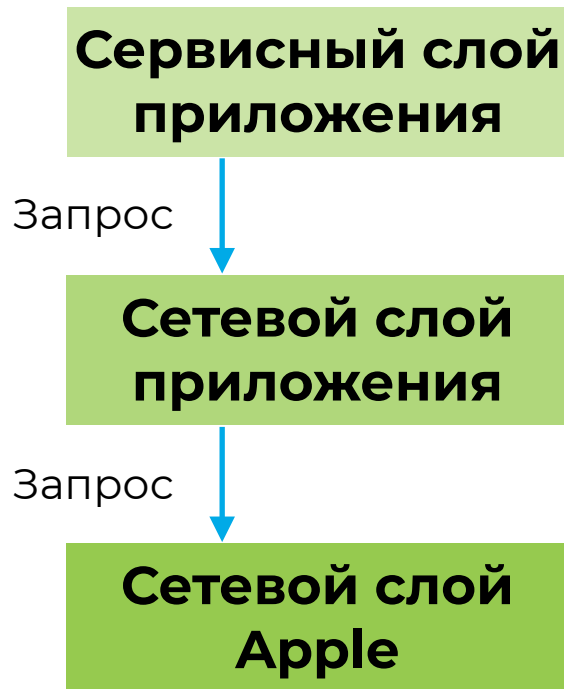 Сервисный слой
приложения
Запрос
Сетевой слой
приложения
Запрос
Сетевой слой
Apple